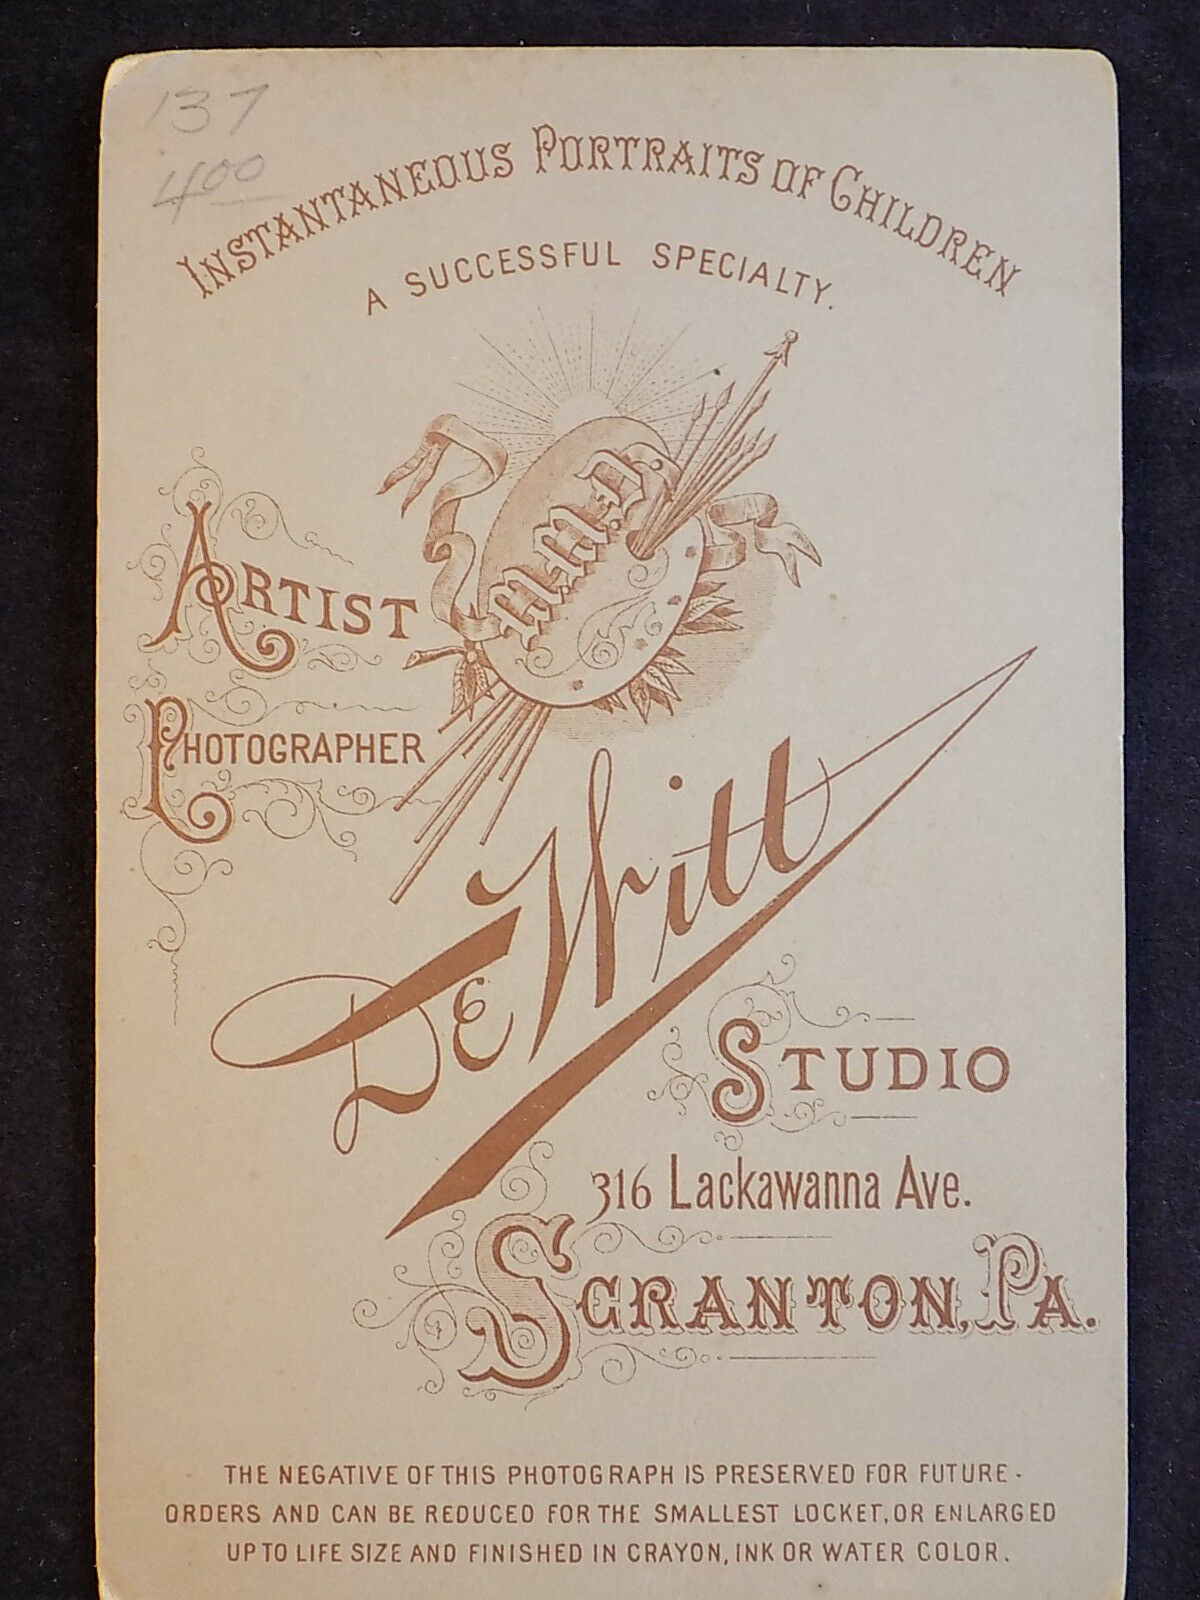 137
400
INSTANTANEOUS PORTRAITS OF CHILDREN
A SUCCESSFUL SPECIALTY.
ARTIST
PHOTOGRAPHER
DeWitt
STUDIO
316 Lackawanna Ave.
SCRANTON, PA.
THE NEGATIVE OF THIS PHOTOGRAPH IS PRESERVED FOR FUTURE-
ORDERS AND CAN BE REDUCED FOR THE SMALLEST LOCKET, OR ENLARGED
UP TO LIFE SIZE AND FINISHED IN CRAYON, INK OR WATER COLOR.